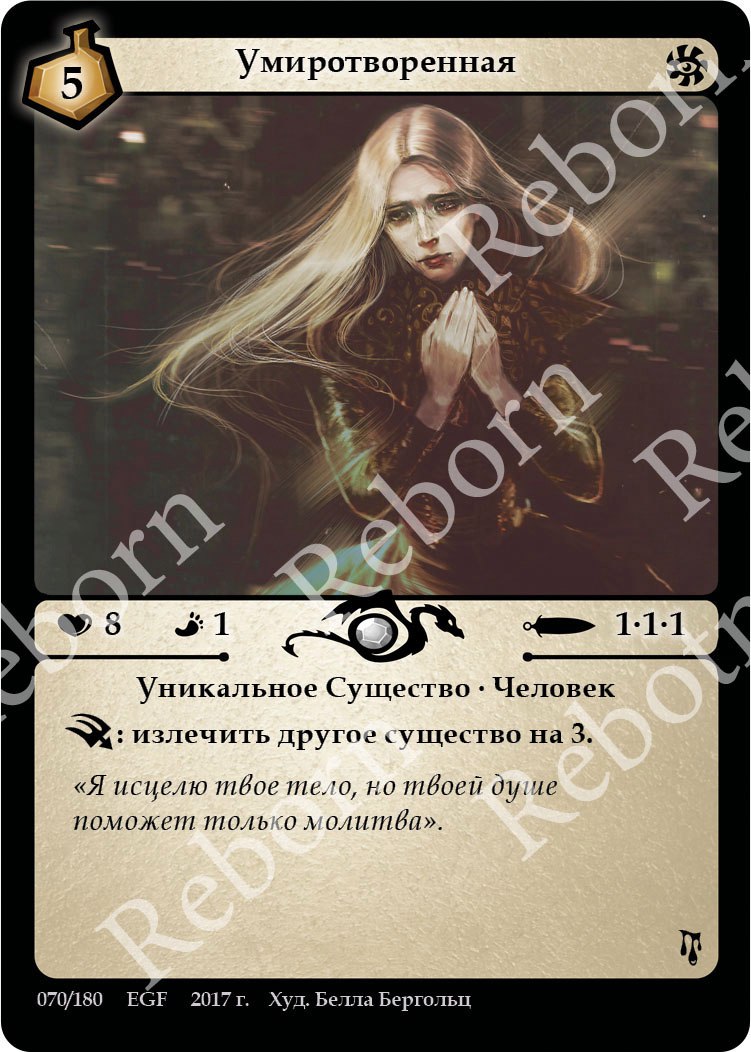 5
Умиротворенная
8
1
1·1·1
Уникальное Существо · Человек
: излечить другое существо на 3.
«Я исцелю твое тело, но твоей душе
поможет только молитва».
070/180 EGF 2017 г. Худ. Белла Бергольц
Reborn
Reborn
Reborn
Reborn
Reborn
Rebotn